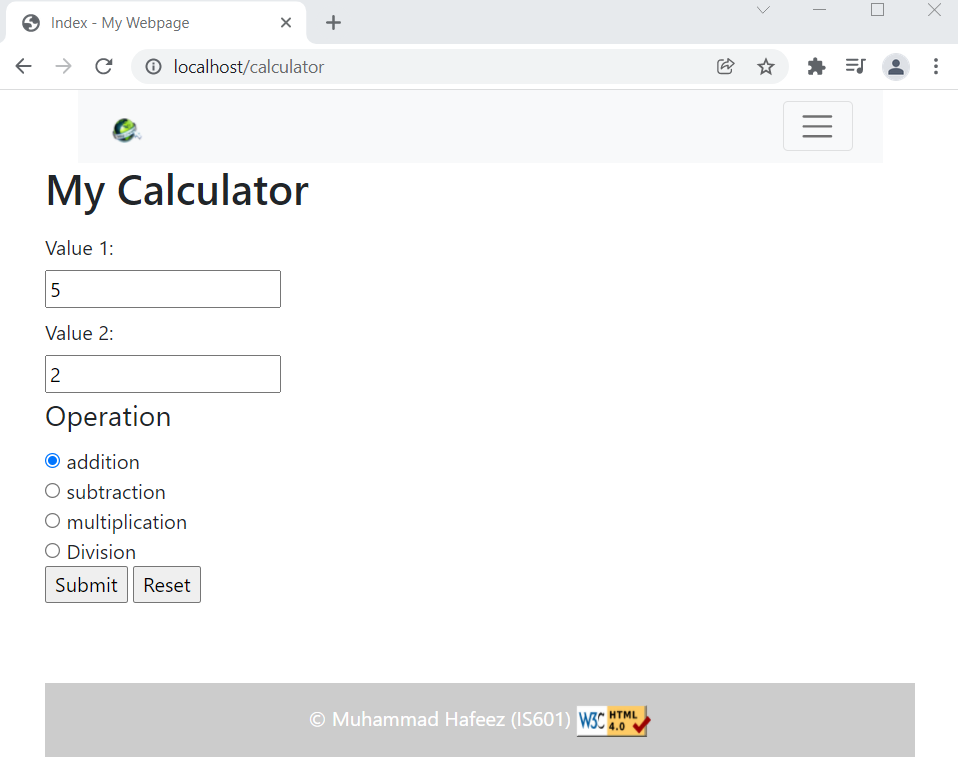 Index - My Webpage
localhost/calculator
My Calculator
Value 1:
5
Value 2:
2
Operation
addition
subtraction
multiplication
Division
Submit Reset
© Muhammad Hafeez (IS601) W3C HTML 4.0